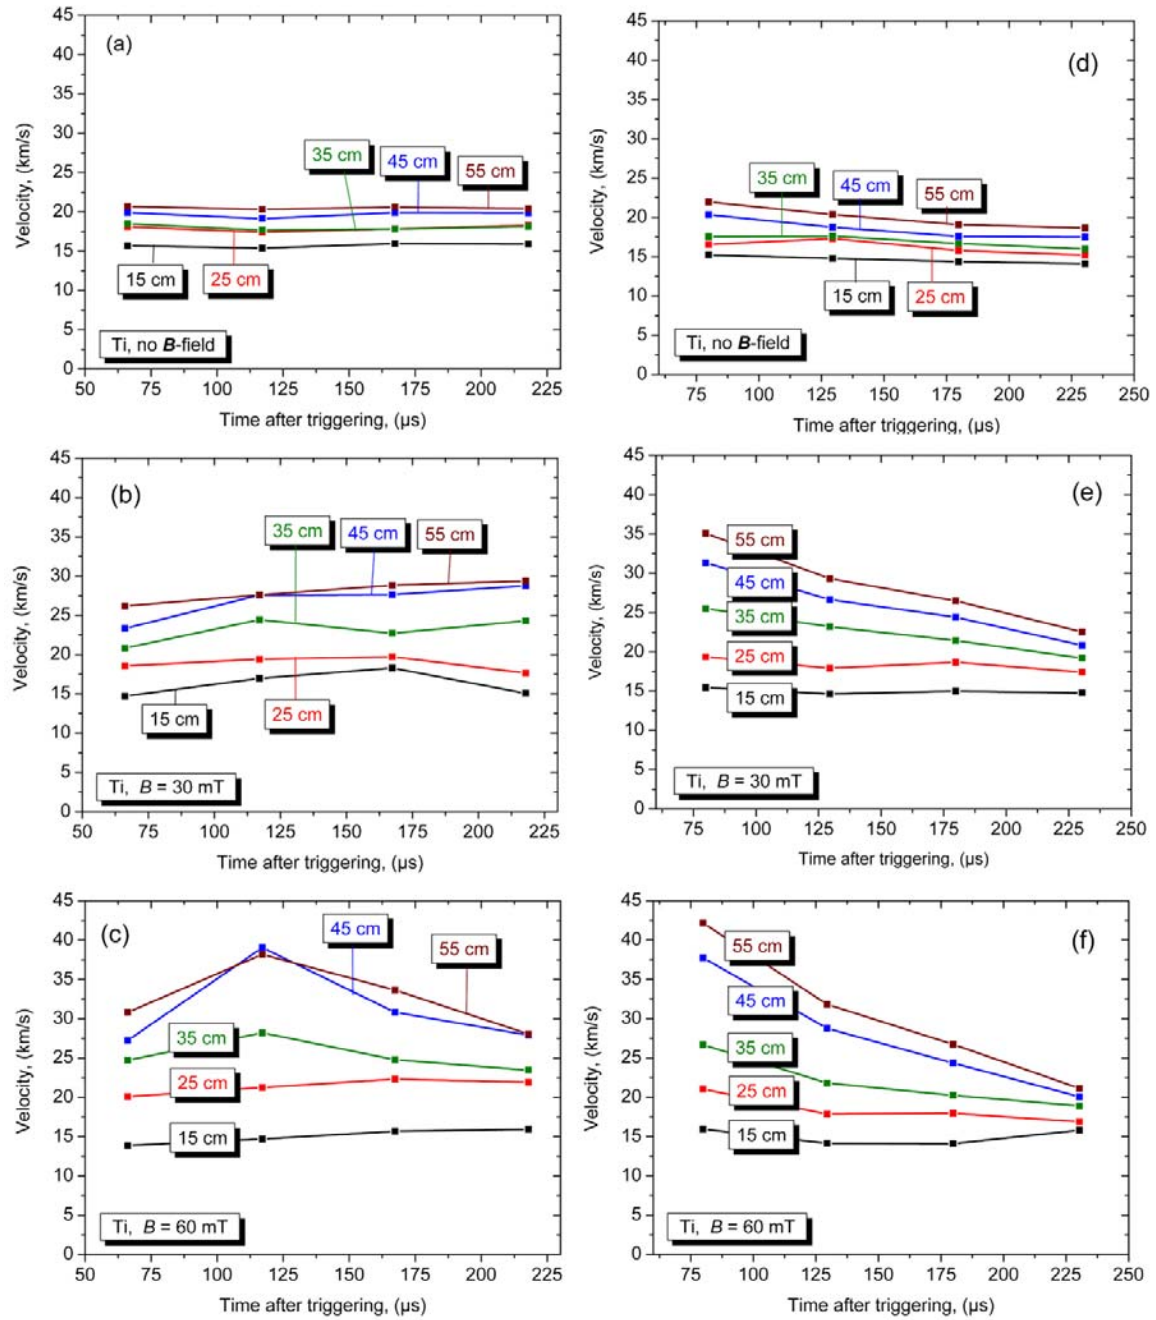 (a)
45
40
35
30
25
20
15
10
5
0
Velocity, (km/s)
35 cm
45 cm
55 cm
15 cm
25 cm
Ti, no B-field
50 75 100 125 150 175 200 225
Time after triggering, (µs)
(d)
45
40
35
30
25
20
15
10
5
0
Velocity, (km/s)
35 cm
45 cm
55 cm
15 cm
25 cm
Ti, no B-field
75 100 125 150 175 200 225 250
Time after triggering, (µs)
(b)
45
40
35
30
25
20
15
10
5
0
Velocity, (km/s)
35 cm
45 cm
55 cm
15 cm
25 cm
Ti, B = 30 mT
50 75 100 125 150 175 200 225
Time after triggering, (µs)
(e)
45
40
35
30
25
20
15
10
5
0
Velocity, (km/s)
55 cm
45 cm
35 cm
25 cm
15 cm
Ti, B = 30 mT
75 100 125 150 175 200 225 250
Time after triggering, (µs)
(c)
45
40
35
30
25
20
15
10
5
0
Velocity, (km/s)
45 cm
55 cm
35 cm
25 cm
15 cm
Ti, B = 60 mT
50 75 100 125 150 175 200 225
Time after triggering, (µs)
(f)
45
40
35
30
25
20
15
10
5
0
Velocity, (km/s)
55 cm
45 cm
35 cm
25 cm
15 cm
Ti, B = 60 mT
75 100 125 150 175 200 225 250
Time after triggering, (µs)